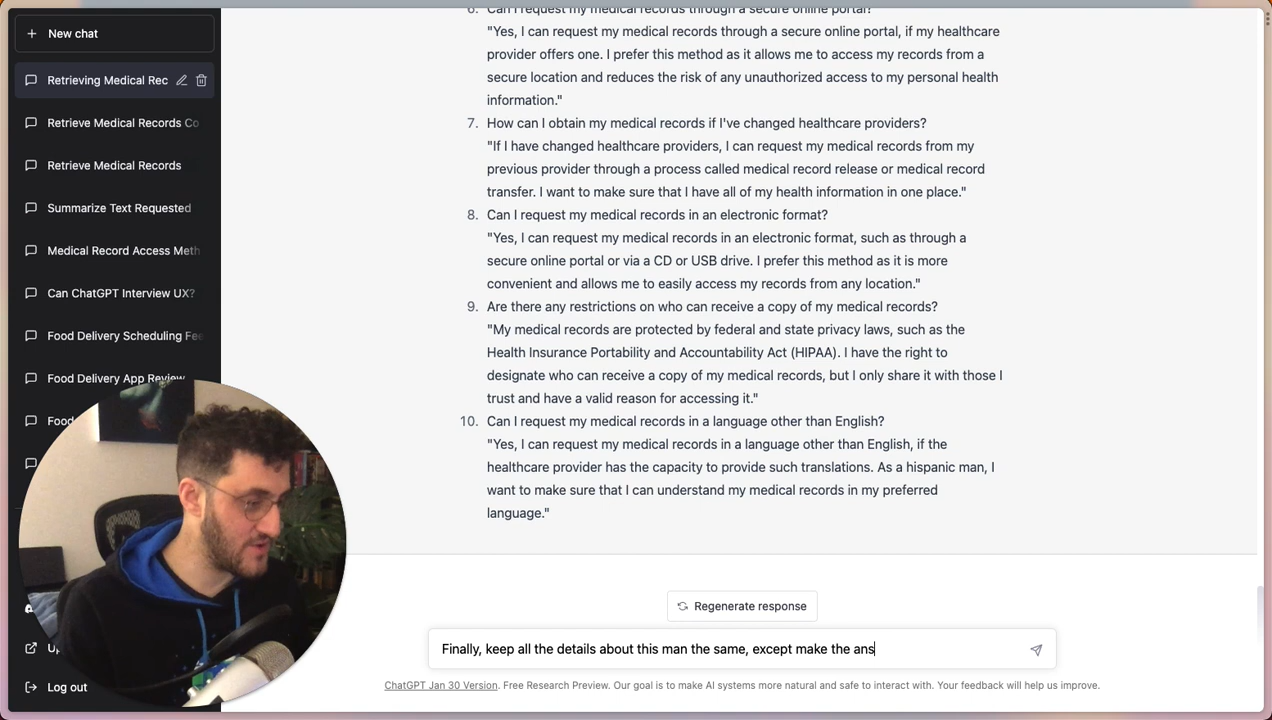 New chat
Retrieving Medical Rec
Retrieve Medical Records Co
Retrieve Medical Records
Summarize Text Requested
Medical Record Access Meth
Can ChatGPT Interview UX?
Food Delivery Scheduling Fee
Food Delivery App Review
Food
Log out
6. Can I request my medical records through a secure online portal?
"Yes, I can request my medical records through a secure online portal, if my healthcare
provider offers one. I prefer this method as it allows me to access my records from a
secure location and reduces the risk of any unauthorized access to my personal health
information."
7. How can I obtain my medical records if I've changed healthcare providers?
"If I have changed healthcare providers, I can request my medical records from my
previous provider through a process called medical record release or medical record
transfer. I want to make sure that I have all of my health information in one place."
8. Can I request my medical records in an electronic format?
"Yes, I can request my medical records in an electronic format, such as through a
secure online portal or via a CD or USB drive. I prefer this method as it is more
convenient and allows me to easily access my records from any location."
9. Are there any restrictions on who can receive a copy of my medical records?
"My medical records are protected by federal and state privacy laws, such as the
Health Insurance Portability and Accountability Act (HIPAA). I have the right to
designate who can receive a copy of my medical records, but I only share it with those I
trust and have a valid reason for accessing it."
10. Can I request my medical records in a language other than English?
"Yes, I can request my medical records in a language other than English, if the
healthcare provider has the capacity to provide such translations. As a hispanic man, I
want to make sure that I can understand my medical records in my preferred
language."
Regenerate response
Finally, keep all the details about this man the same, except make the ans
ChatGPT Jan 30 Version. Free Research Preview. Our goal is to make AI systems more natural and safe to interact with. Your feedback will help us improve.